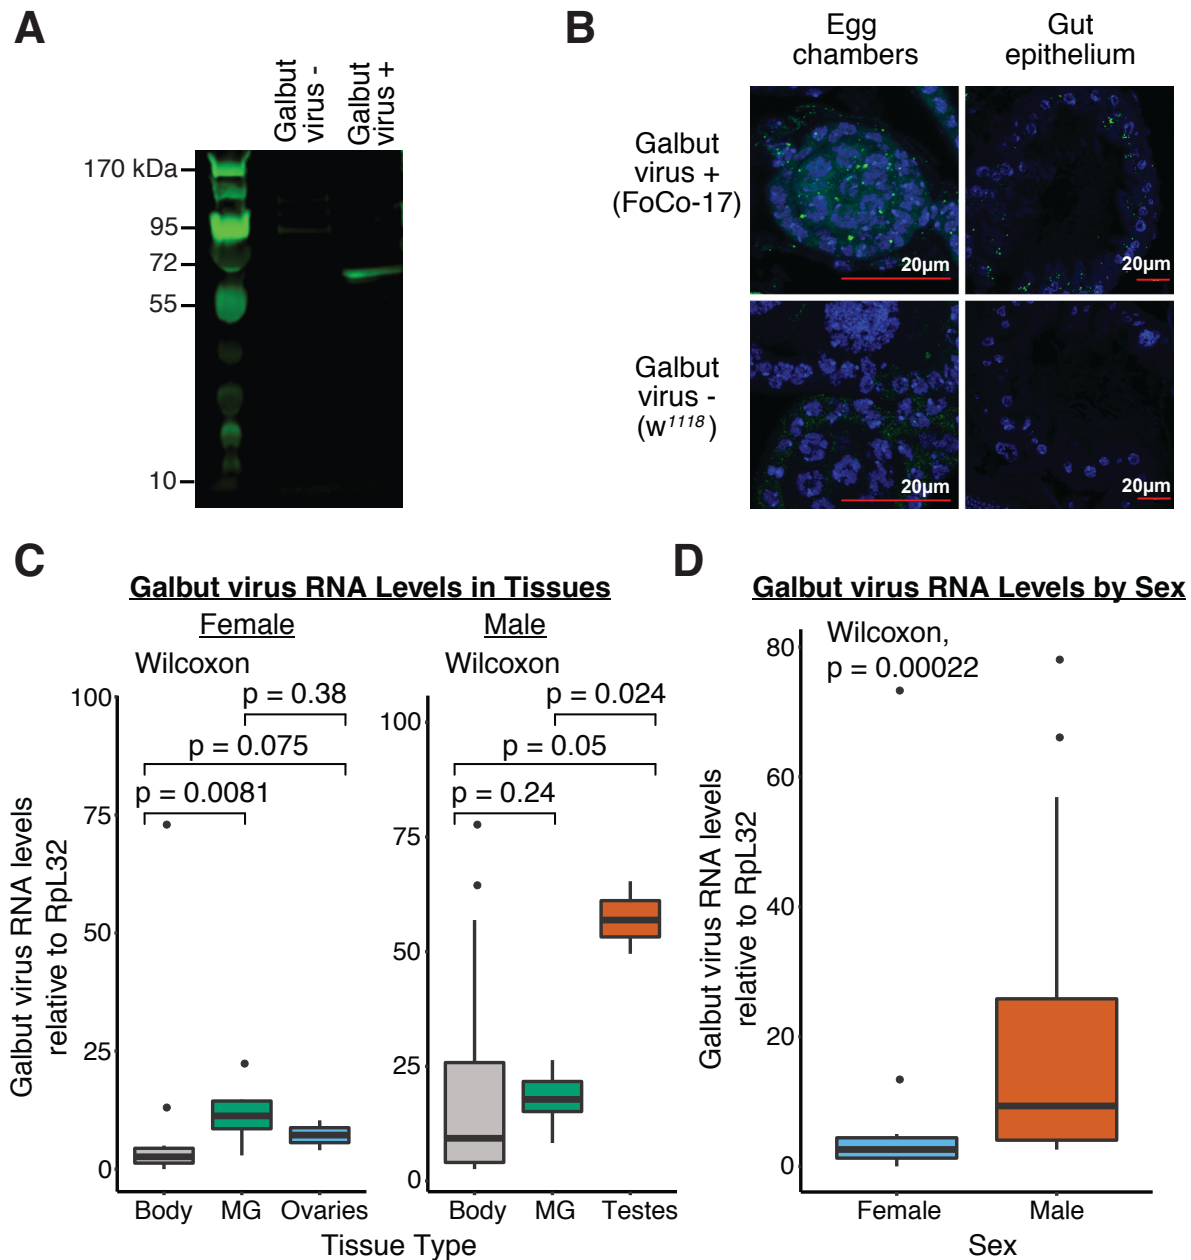 A
Galbut
virus -
Galbut
virus +
170 kDa
95
72
55
10
B
Egg
chambers
Gut
epithelium
Galbut
virus +
(FoCo-17)
20µm
20µm
Galbut
virus -
(w1118)
20µm
20µm
C
Galbut virus RNA Levels in Tissues
Female
Wilcoxon
p = 0.38
p = 0.075
p = 0.0081
100
75
50
25
0
Galbut virus RNA levels
relative to RpL32
Body
MG
Ovaries
Male
Wilcoxon
p = 0.024
p = 0.05
p = 0.24
100
75
50
25
0
Body
MG
Testes
Tissue Type
D
Galbut virus RNA Levels by Sex
Wilcoxon,
p = 0.00022
80
60
40
20
0
Galbut virus RNA levels
relative to RpL32
Female
Male
Sex